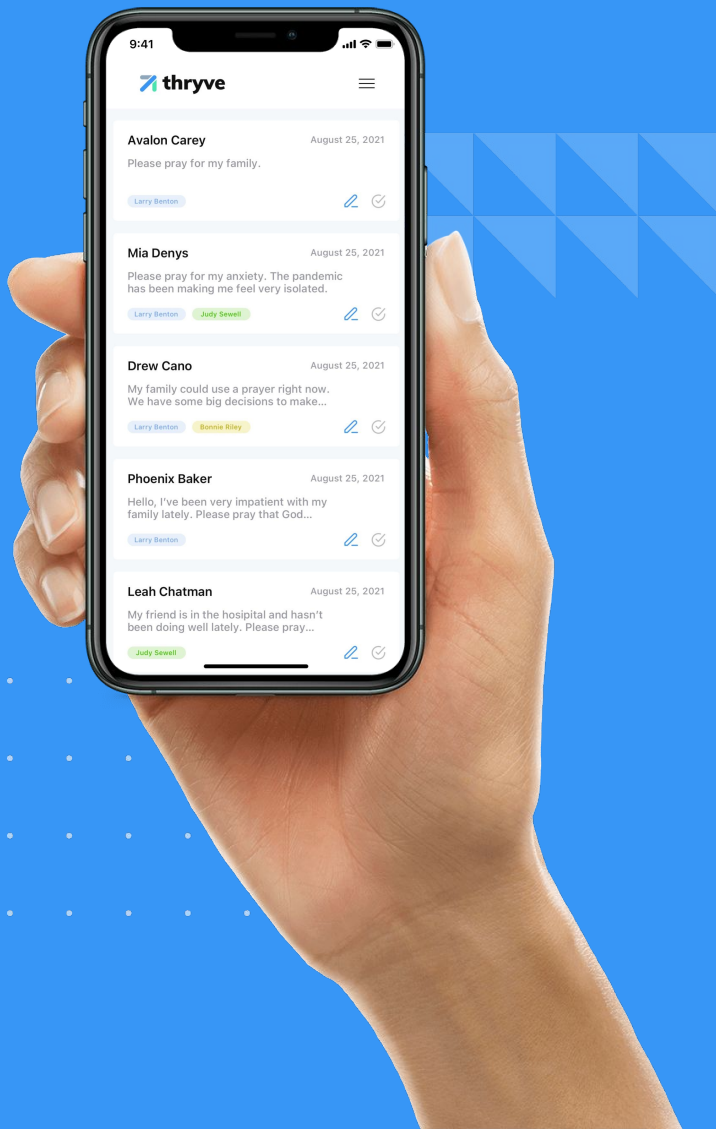 9:41
thryve
Avalon Carey August 25, 2021
Please pray for my family.
Larry Benton
Mia Denys August 25, 2021
Please pray for my anxiety. The pandemic
has been making me feel very isolated.
Larry Benton Judy Sewell
Drew Cano August 25, 2021
My family could use a prayer right now.
We have some big decisions to make...
Larry Benton Bonnie Riley
Phoenix Baker August 25, 2021
Hello, I've been very impatient with my
family lately. Please pray that God...
Larry Benton
Leah Chatman August 25, 2021
My friend is in the hosipital and hasn't
been doing well lately. Please pray...
Judy Sewell